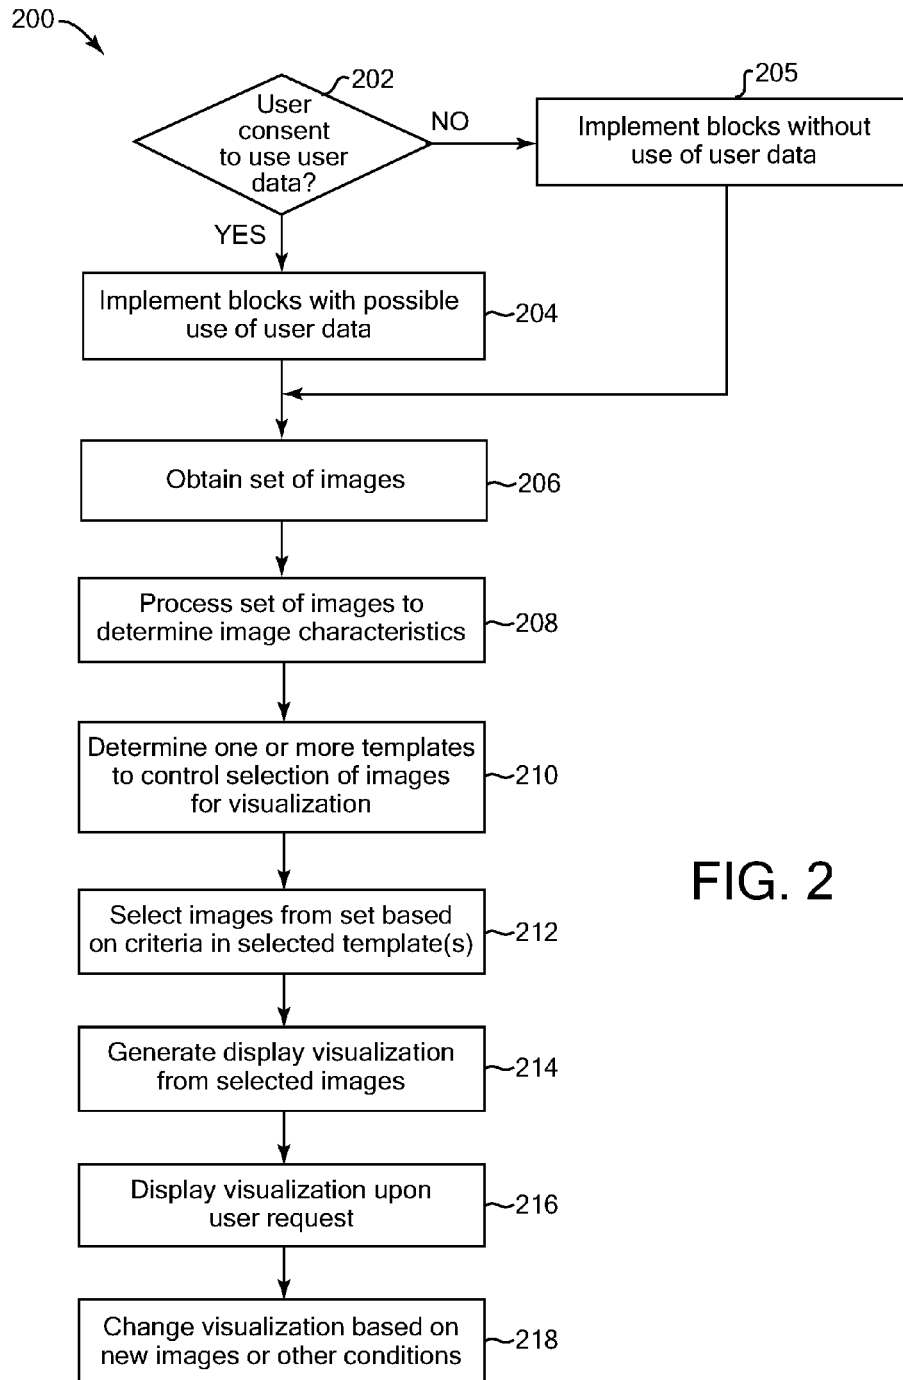 200
202
User
consent
to use user
data?
NO
205
Implement blocks without
use of user data
YES
Implement blocks with possible
use of user data
204
Obtain set of images
206
Process set of images to
determine image characteristics
208
Determine one or more templates
to control selection of images
for visualization
210
FIG. 2
Select images from set based
on criteria in selected template(s)
212
Generate display visualization
from selected images
214
Display visualization upon
user request
216
Change visualization based on
new images or other conditions
218